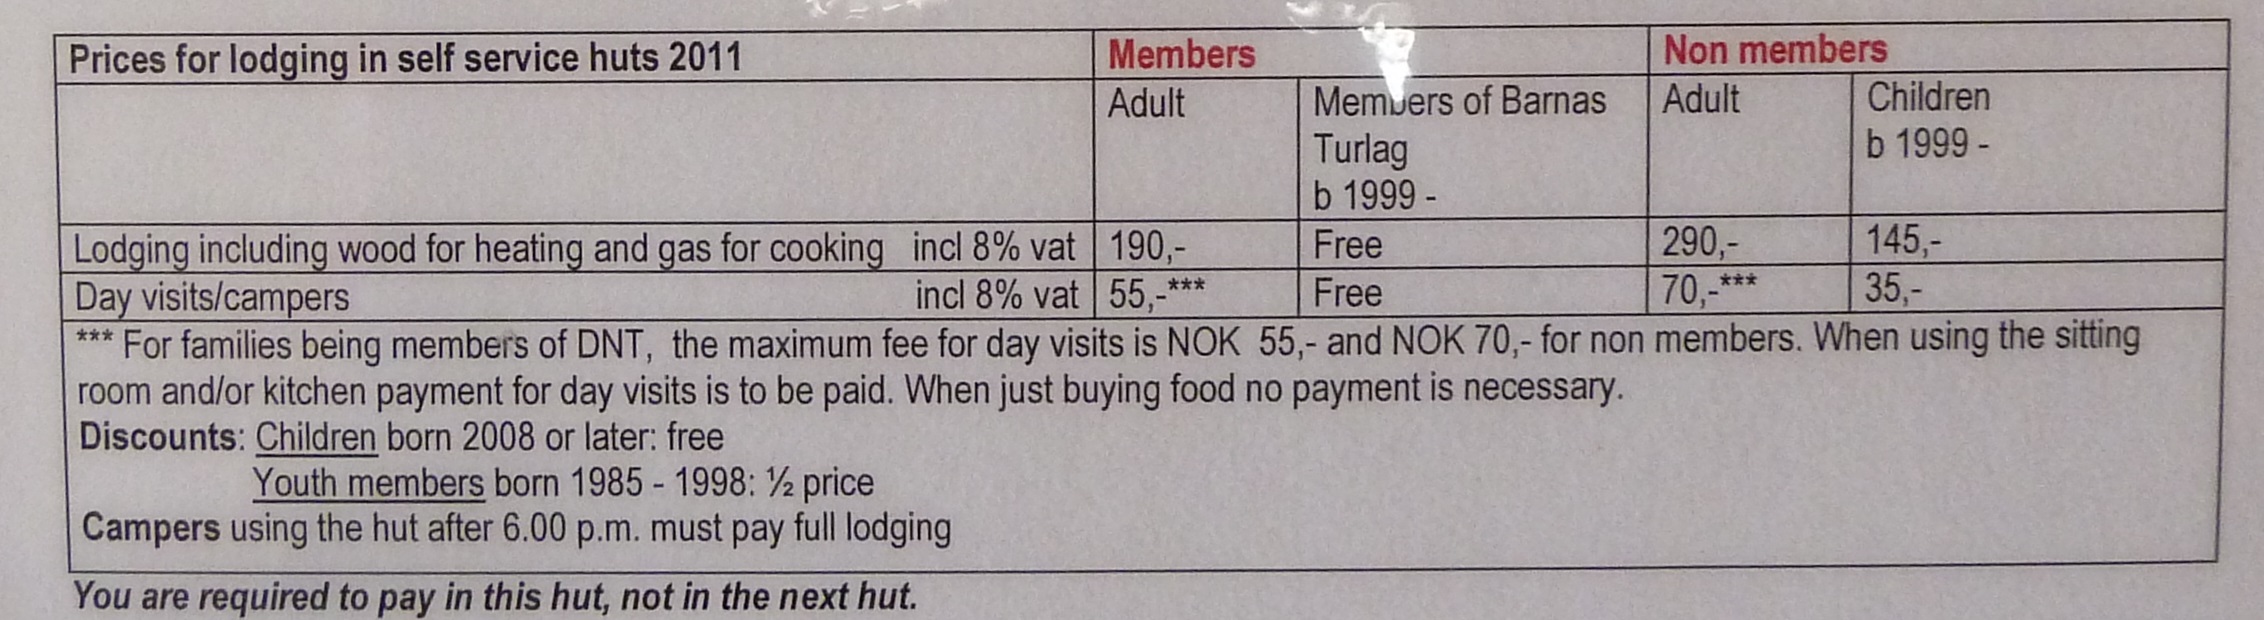 Prices for lodging in self service huts 2011 Members Non members
Adult Members of Barnas Adult Children
Turlag b 1999 -
b 1999 -
Lodging including wood for heating and gas for cooking incl 8% vat 190,- Free 290,- 145,-
Day visits/campers incl 8% vat 55,-*** Free 70,-*** 35,-
*** For families being members of DNT, the maximum fee for day visits is NOK 55,- and NOK 70,- for non members. When using the sitting
room and/or kitchen payment for day visits is to be paid. When just buying food no payment is necessary.
Discounts: Children born 2008 or later: free
Youth members born 1985 - 1998: ½ price
Campers using the hut after 6.00 p.m. must pay full lodging
You are required to pay in this hut, not in the next hut.